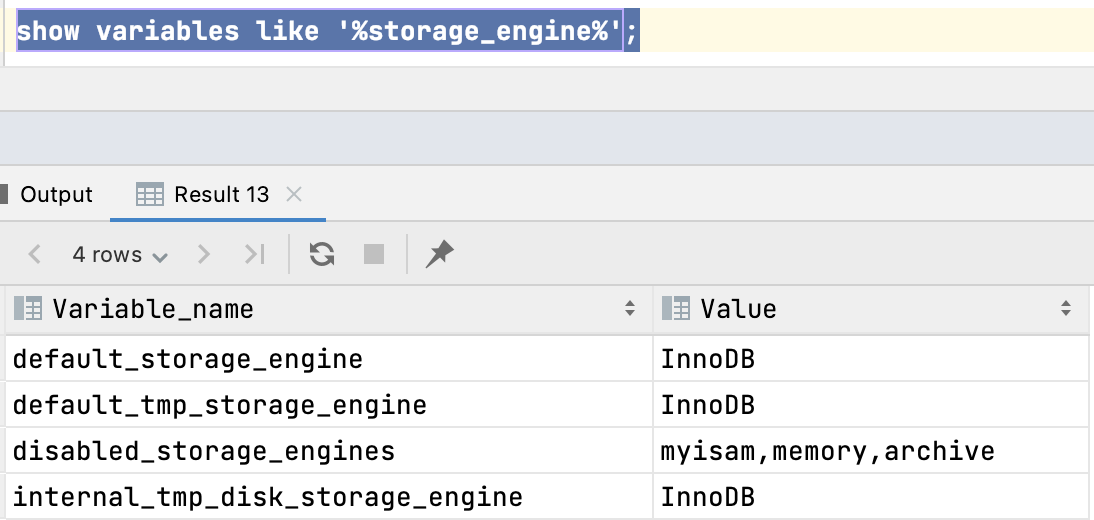 show variables like '%storage_engine%';
Output Result 13
4 rows
Variable_name Value
default_storage_engine InnoDB
default_tmp_storage_engine InnoDB
disabled_storage_engines myisam,memory,archive
internal_tmp_disk_storage_engine InnoDB